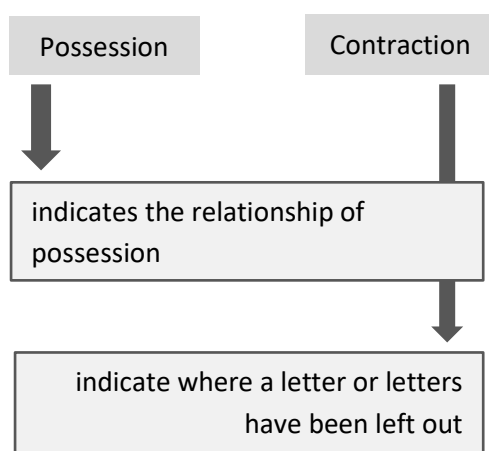 Possession
Contraction
indicates the relationship of
possession
indicate where a letter or letters
have been left out